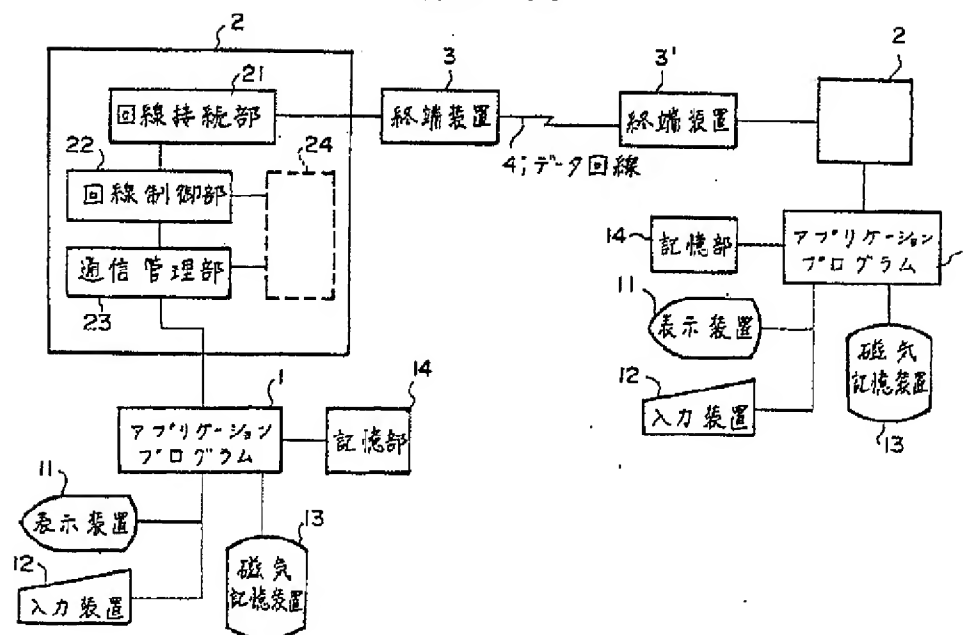 2
21
回線接続部
22
回線制御部
24
通信管理部
23
3
終端装置
4;データ回線
3'
終端装置
2
14
記憶部
アプリケーション
プログラム
11
表示装置
12
入力装置
磁気
記憶装置
13
1
アプリケーション
プログラム
14
記憶部
11
表示装置
12
入力装置
13
磁気
記憶装置